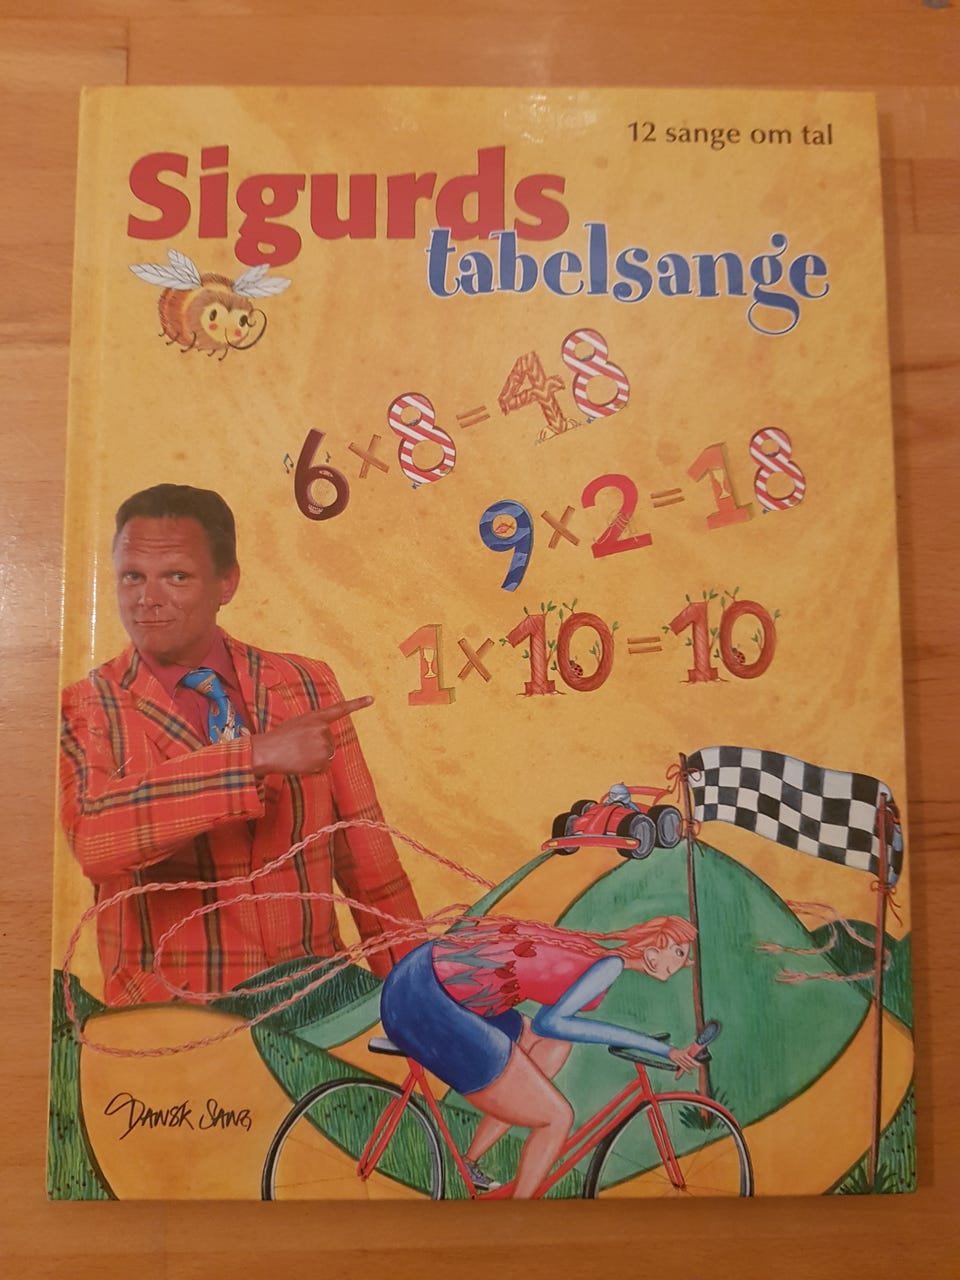 12 sange om tal
Sigurds
tabelsange
6 × 8 = 48
9 × 2 = 18
1 × 10 = 10
DANSK SANG